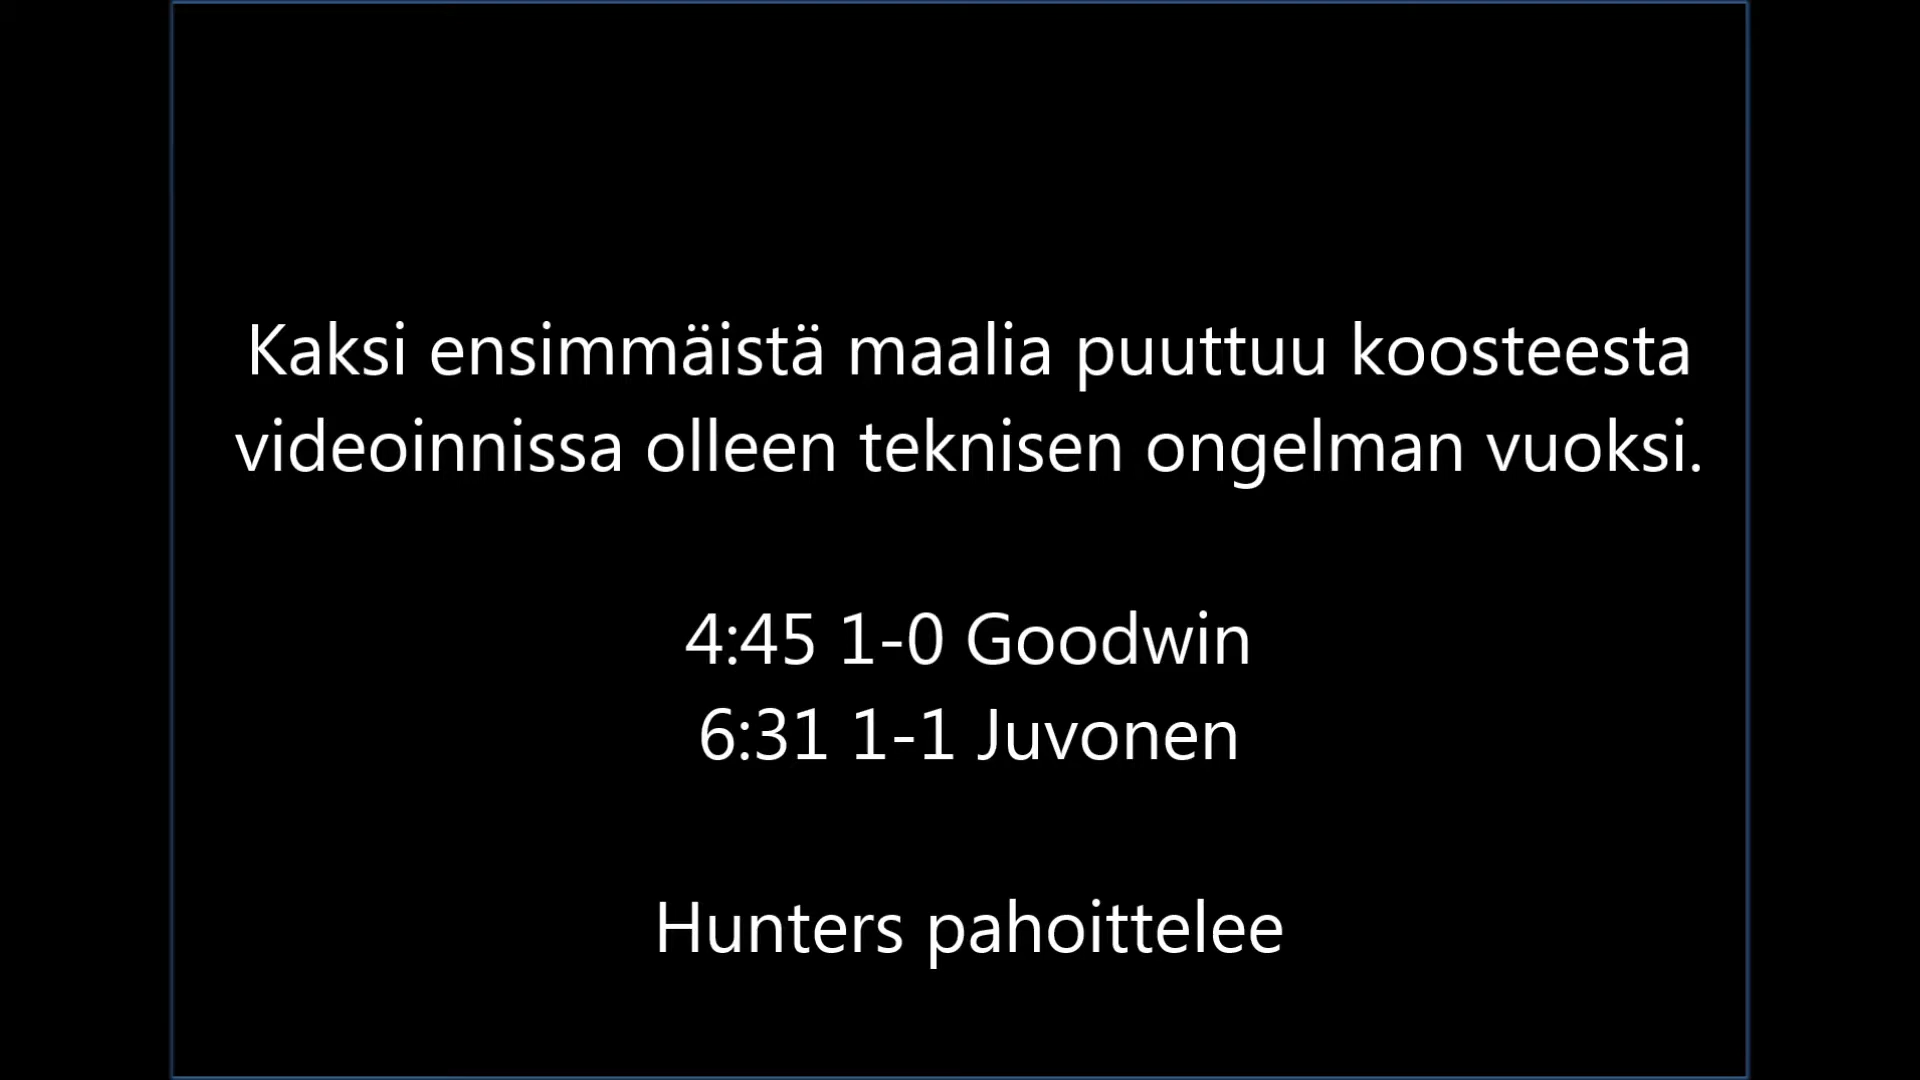 Kaksi ensimmäistä maalia puuttuu koosteesta
videoinnissa olleen teknisen ongelman vuoksi.
4:45 1-0 Goodwin
6:31 1-1 Juvonen
Hunters pahoittelee